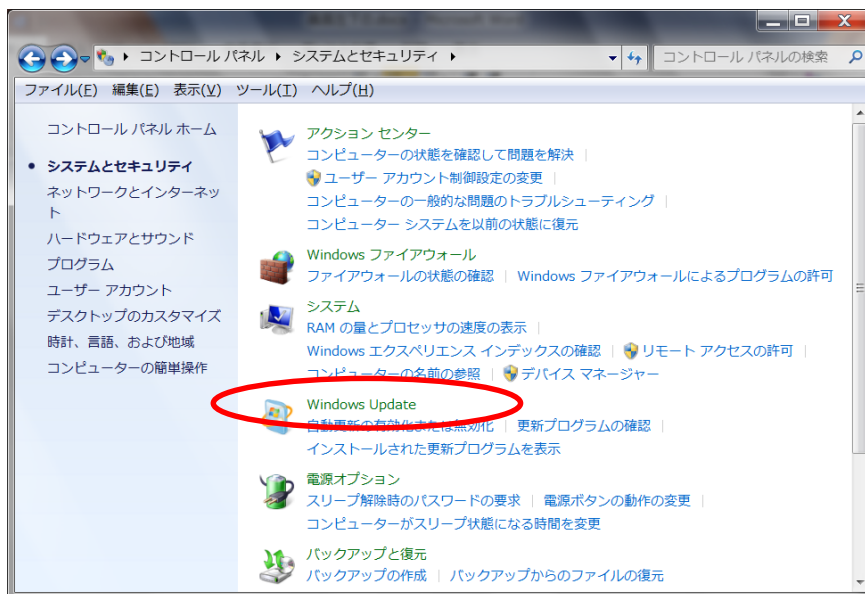 コントロール パネル ▸ システムとセキュリティ ▸
コントロール パネルの検索
ファイル(F) 編集(E) 表示(V) ツール(T) ヘルプ(H)
コントロール パネル ホーム
• システムとセキュリティ
ネットワークとインターネッ
ト
ハードウェアとサウンド
プログラム
ユーザー アカウント
デスクトップのカスタマイズ
時計、言語、および地域
コンピューターの簡単操作
アクション センター
コンピューターの状態を確認して問題を解決
ユーザー アカウント制御設定の変更
コンピューターの一般的な問題のトラブルシューティング
コンピューター システムを以前の状態に復元
Windows ファイアウォール
ファイアウォールの状態の確認 | Windows ファイアウォールによるプログラムの許可
システム
RAM の量とプロセッサの速度の表示
Windows エクスペリエンス インデックスの確認 | リモート アクセスの許可
コンピューターの名前の参照 | デバイス マネージャー
Windows Update
自動更新の有効化または無効化 | 更新プログラムの確認
インストールされた更新プログラムを表示
電源オプション
スリープ解除時のパスワードの要求 | 電源ボタンの動作の変更
コンピューターがスリープ状態になる時間を変更
バックアップと復元
バックアップの作成 | バックアップからのファイルの復元